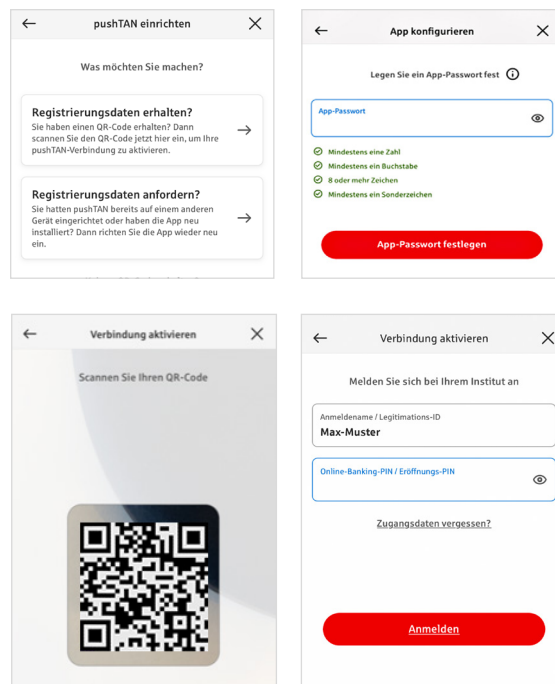 pushTAN einrichten
Was möchten Sie machen?
Registrierungsdaten erhalten?
Sie haben einen QR-Code erhalten? Dann
scannen Sie den QR-Code jetzt hier ein, um Ihre
pushTAN-Verbindung zu aktivieren.
Registrierungsdaten anfordern?
Sie hatten pushTAN bereits auf einem anderen
Gerät eingerichtet oder haben die App neu
installiert? Dann richten Sie die App wieder neu
ein.
App konfigurieren
Legen Sie ein App-Passwort fest
App-Passwort
Mindestens eine Zahl
Mindestens ein Buchstabe
8 oder mehr Zeichen
Mindestens ein Sonderzeichen
App-Passwort festlegen
Verbindung aktivieren
Scannen Sie Ihren QR-Code
Verbindung aktivieren
Melden Sie sich bei Ihrem Institut an
Anmeldename / Legitimations-ID
Max-Muster
Online-Banking-PIN / Eröffnungs-PIN
Zugangsdaten vergessen?
Anmelden